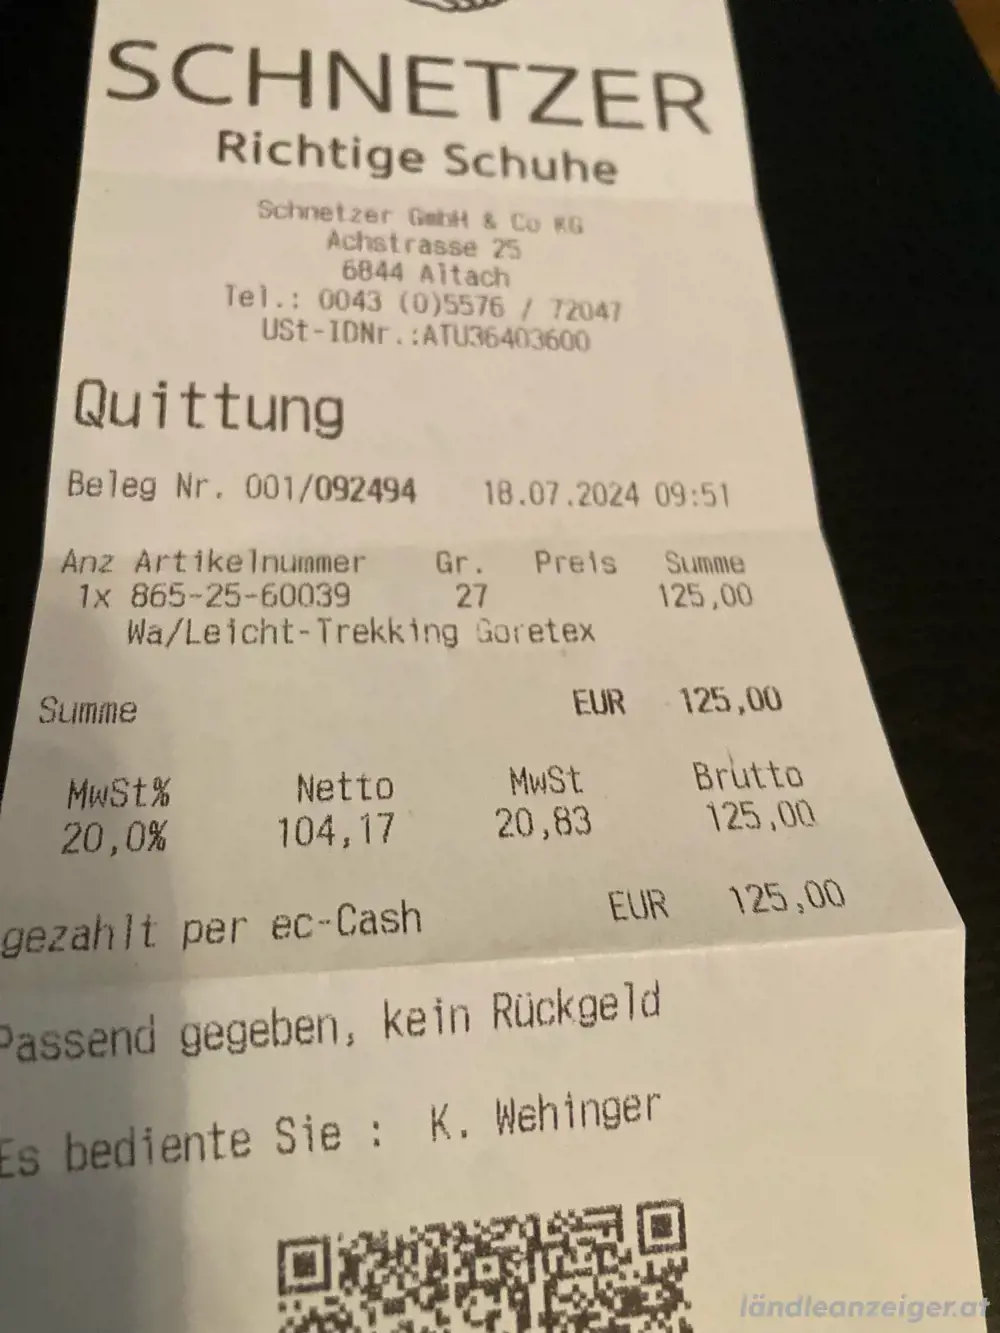 SCHNETZER
Richtige Schuhe
Schnetzer GmbH & Co KG
Achstrasse 25
6844 Altach
Tel.: 0043 (0)5576 / 72047
USt-IDNr.:ATU36403600
Quittung
Beleg Nr. 001/092494 18.07.2024 09:51
Anz Artikelnummer Gr. Preis Summe
1x 865-25-60039 27 125,00
Wa/Leicht-Trekking Goretex
Summe EUR 125,00
MwSt% Netto MwSt Brutto
20,0% 104,17 20,83 125,00
gezahlt per ec-Cash EUR 125,00
Passend gegeben, kein Rückgeld
Es bediente Sie : K. Wehinger
ländleanzeiger.at